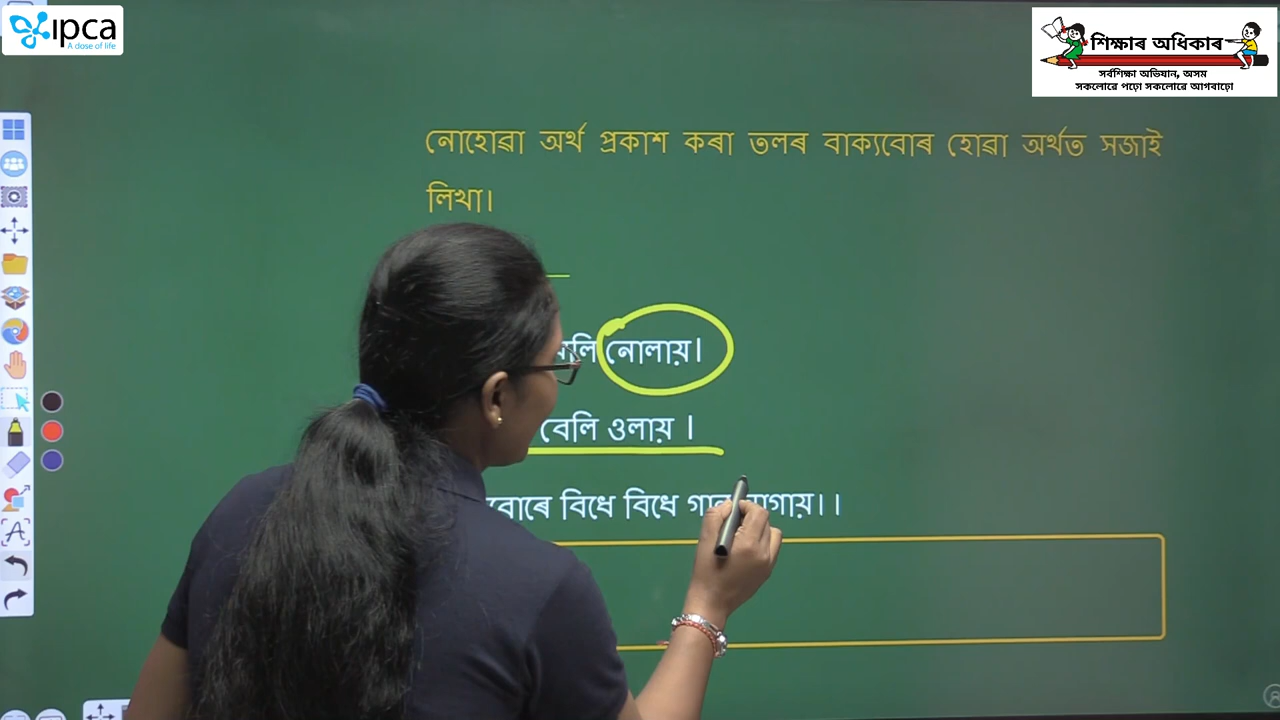 ipca
A dose of life
শিক্ষাৰ অধিকাৰ
সৰ্বশিক্ষা অভিযান, অসম
সকলোৱে পঢ়ো সকলোৱে আগবাঢ়ো
নোহোৱা অৰ্থ প্ৰকাশ কৰা তলৰ বাক্যবোৰ হোৱা অৰ্থত সজাই
লিখা।
নোলায়।
বেলি ওলায় ।
বিধে বিধে